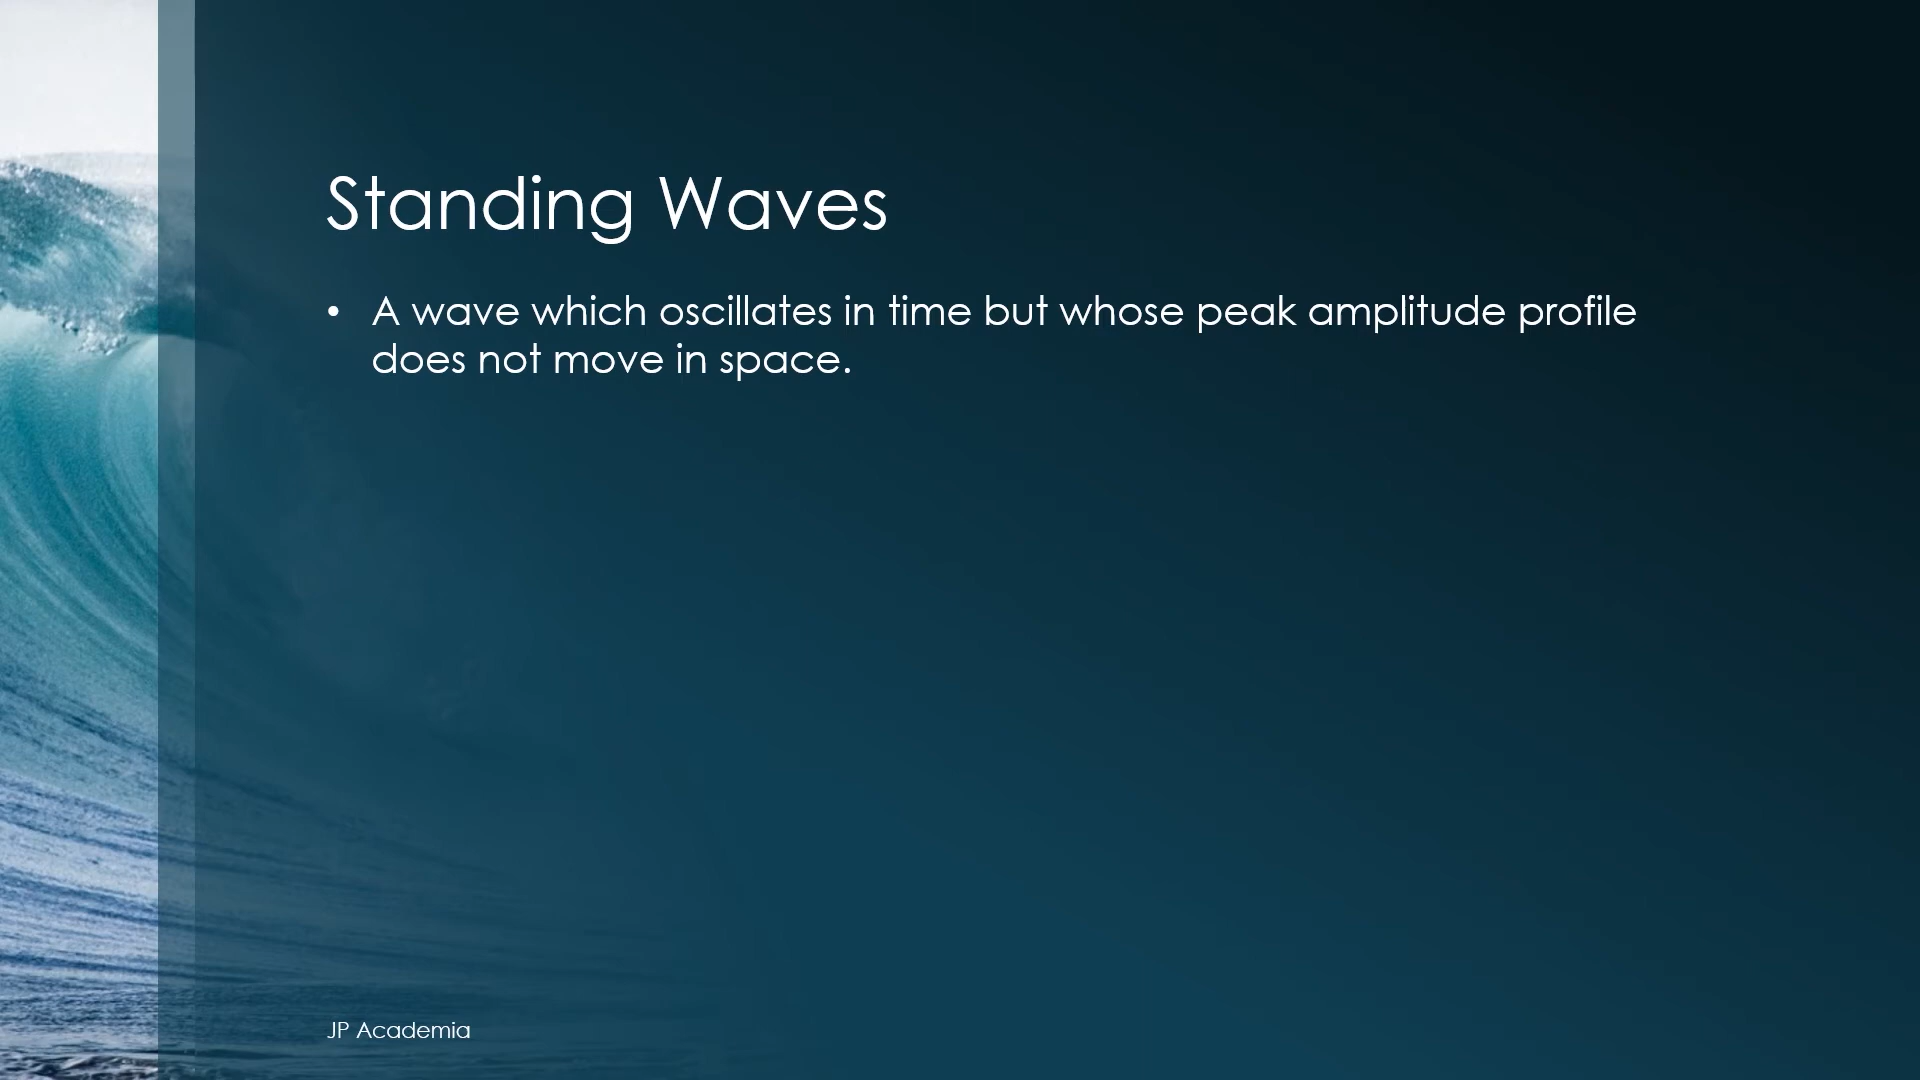 Standing Waves
• A wave which oscillates in time but whose peak amplitude profile
does not move in space.
JP Academia